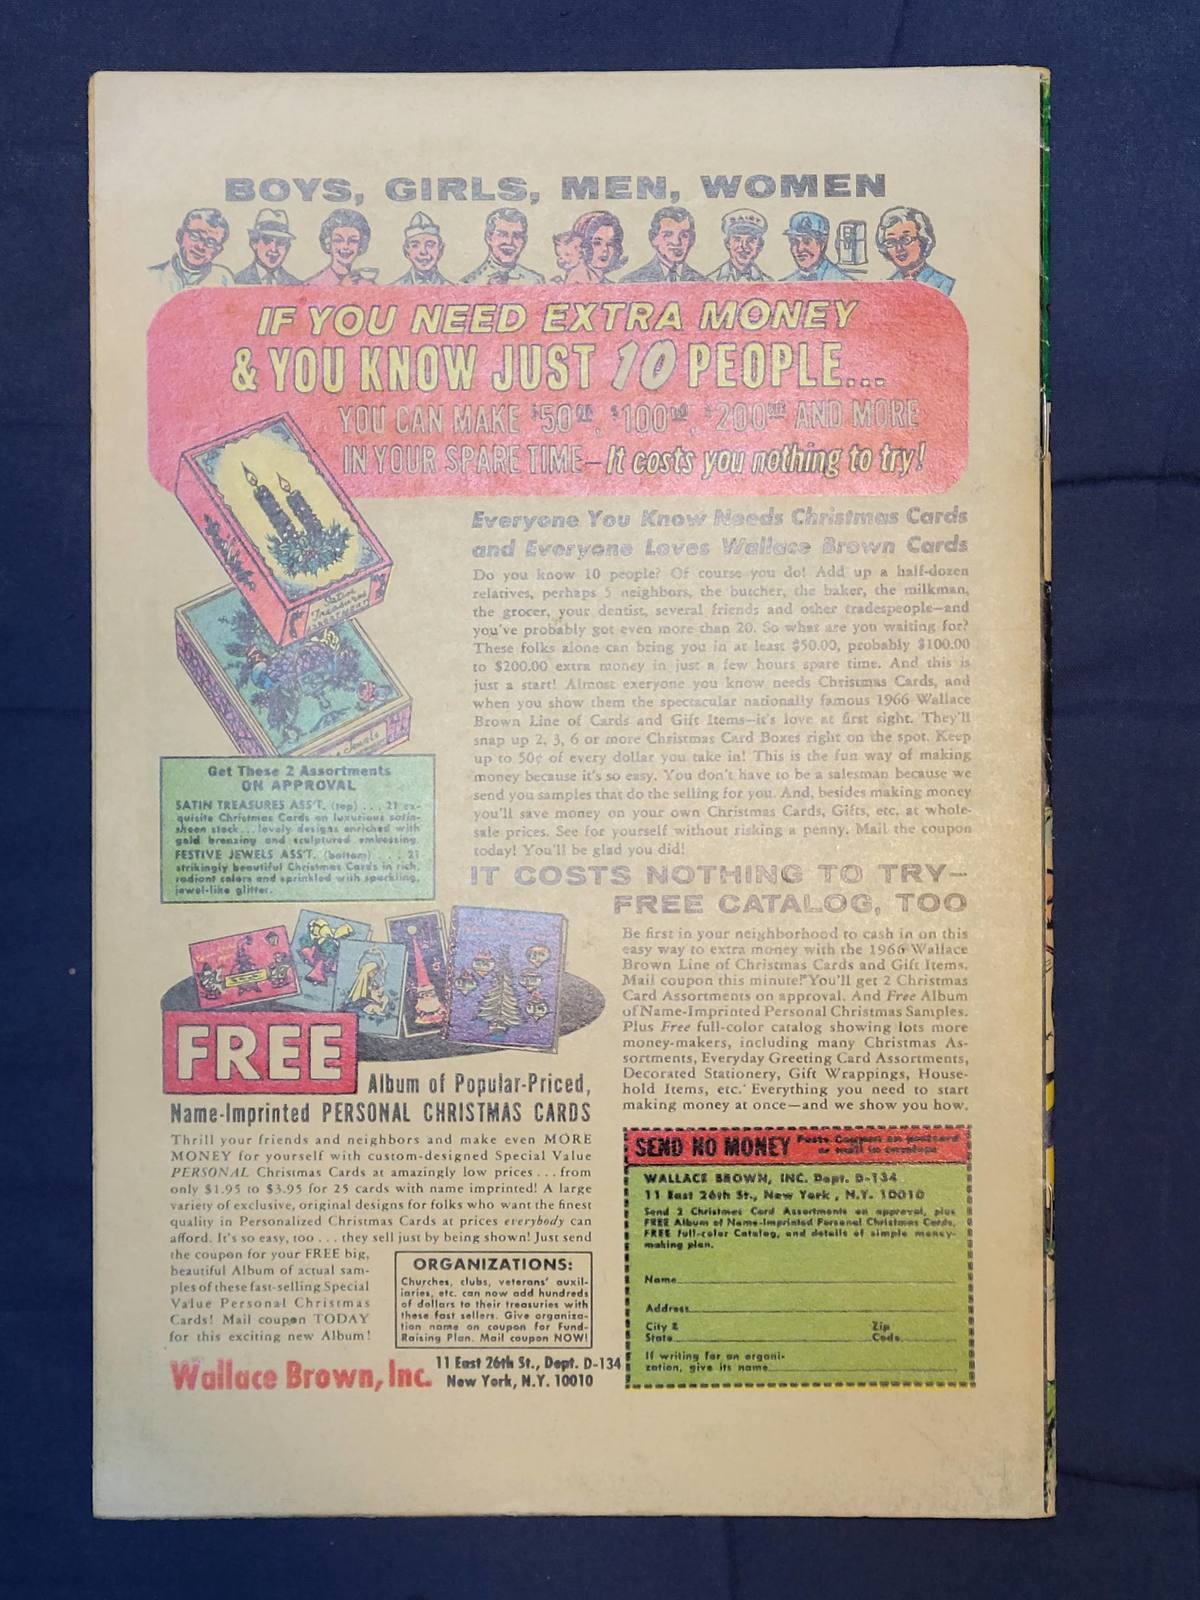 BOYS, GIRLS, MEN, WOMEN
DAIRY
IF YOU NEED EXTRA MONEY
& YOU KNOW JUST 10 PEOPLE...
YOU CAN MAKE $50.00, $100.00, $200.00 AND MORE
IN YOUR SPARE TIME—It costs you nothing to try!
Satin
Treasures
ASSORTMENT
Jewels
Get These 2 Assortments
ON APPROVAL
SATIN TREASURES ASS'T. (top) . . . 21 ex-
quisite Christmas Cards on luxurious satin-
sheen stock . . . lovely designs enriched with
gold bronzing and sculptured embossing.
FESTIVE JEWELS ASS'T. (bottom) . . . 21
strikingly beautiful Christmas Cards in rich,
radiant colors and sprinkled with sparkling,
jewel-like glitter.
Everyone You Know Needs Christmas Cards
and Everyone Loves Wallace Brown Cards
Do you know 10 people? Of course you do! Add up a half-dozen
relatives, perhaps 5 neighbors, the butcher, the baker, the milkman,
the grocer, your dentist, several friends and other tradespeople—and
you've probably got even more than 20. So what are you waiting for?
These folks alone can bring you in at least $50.00, probably $100.00
to $200.00 extra money in just a few hours spare time. And this is
just a start! Almost exeryone you know needs Christmas Cards, and
when you show them the spectacular nationally famous 1966 Wallace
Brown Line of Cards and Gift Items—it's love at first sight. They'll
snap up 2, 3, 6 or more Christmas Card Boxes right on the spot. Keep
up to 50¢ of every dollar you take in! This is the fun way of making
money because it's so easy. You don't have to be a salesman because we
send you samples that do the selling for you. And, besides making money
you'll save money on your own Christmas Cards, Gifts, etc. at whole-
sale prices. See for yourself without risking a penny. Mail the coupon
today! You'll be glad you did!
IT COSTS NOTHING TO TRY—
FREE CATALOG, TOO
Be first in your neighborhood to cash in on this
easy way to extra money with the 1966 Wallace
Brown Line of Christmas Cards and Gift Items.
Mail coupon this minute! You'll get 2 Christmas
Card Assortments on approval. And Free Album
of Name-Imprinted Personal Christmas Samples.
Plus Free full-color catalog showing lots more
money-makers, including many Christmas As-
sortments, Everyday Greeting Card Assortments,
Decorated Stationery, Gift Wrappings, House-
hold Items, etc. Everything you need to start
making money at once—and we show you how.
FREE
Album of Popular-Priced,
Name-Imprinted PERSONAL CHRISTMAS CARDS
Thrill your friends and neighbors and make even MORE
MONEY for yourself with custom-designed Special Value
PERSONAL Christmas Cards at amazingly low prices . . . from
only $1.95 to $3.95 for 25 cards with name imprinted! A large
variety of exclusive, original designs for folks who want the finest
quality in Personalized Christmas Cards at prices everybody can
afford. It's so easy, too . . . they sell just by being shown! Just send
the coupon for your FREE big,
beautiful Album of actual sam-
ples of these fast-selling Special
Value Personal Christmas
Cards! Mail coupon TODAY
for this exciting new Album!
ORGANIZATIONS:
Churches, clubs, veterans' auxil-
iaries, etc. can now add hundreds
of dollars to their treasuries with
these fast sellers. Give organiza-
tion name on coupon for Fund-
Raising Plan. Mail coupon NOW!
Wallace Brown, Inc. 11 East 26th St., Dept. D-134
New York, N.Y. 10010
SEND NO MONEY Paste Coupon on postcard
or mail in envelope
WALLACE BROWN, INC. Dept. D-134
11 East 26th St., New York , N.Y. 10010
Send 2 Christmas Card Assortments on approval, plus
FREE Album of Name-Imprinted Personal Christmas Cards,
FREE full-color Catalog, and details of simple money-
making plan.
Name
Address
City & Zip
State Code
If writing for an organi-
zation, give its name